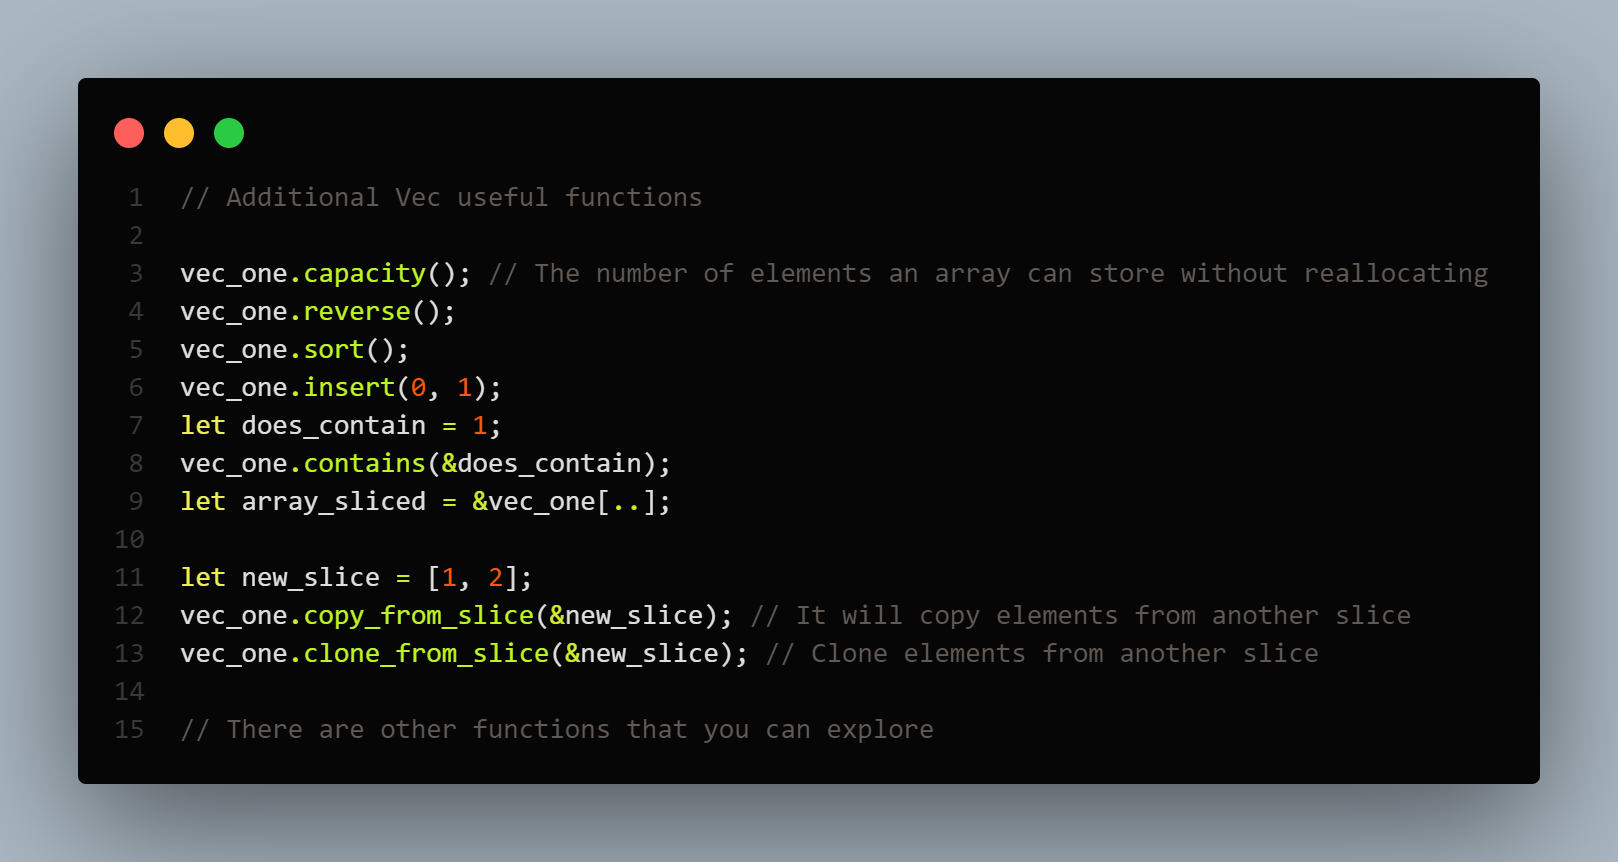 1 // Additional Vec useful functions
2
3 vec_one.capacity(); // The number of elements an array can store without reallocating
4 vec_one.reverse();
5 vec_one.sort();
6 vec_one.insert(0, 1);
7 let does_contain = 1;
8 vec_one.contains(&does_contain);
9 let array_sliced = &vec_one[..];
10
11 let new_slice = [1, 2];
12 vec_one.copy_from_slice(&new_slice); // It will copy elements from another slice
13 vec_one.clone_from_slice(&new_slice); // Clone elements from another slice
14
15 // There are other functions that you can explore